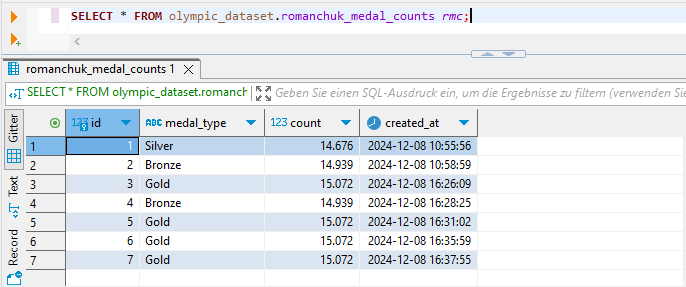 SELECT * FROM olympic_dataset.romanchuk_medal_counts rmc;
romanchuk_medal_counts 1
SELECT * FROM olympic_dataset.romanch Geben Sie einen SQL-Ausdruck ein, um die Ergebnisse zu filtern (verwenden Sie
Gitter
Text
Record
123 id ABC medal_type 123 count created_at
1 1 Silver 14.676 2024-12-08 10:55:56
2 2 Bronze 14.939 2024-12-08 10:58:59
3 3 Gold 15.072 2024-12-08 16:26:09
4 4 Bronze 14.939 2024-12-08 16:28:25
5 5 Gold 15.072 2024-12-08 16:31:02
6 6 Gold 15.072 2024-12-08 16:35:59
7 7 Gold 15.072 2024-12-08 16:37:55